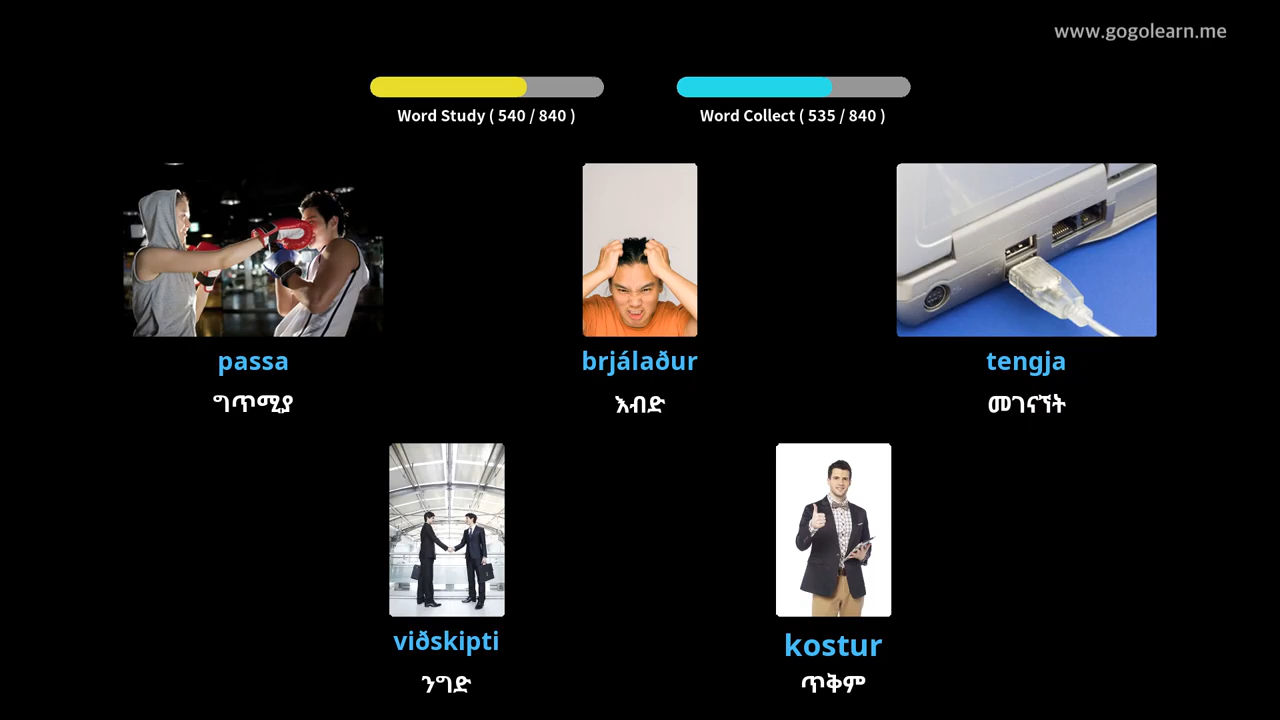 www.gogolearn.me
Word Study ( 540 / 840 )
Word Collect ( 535 / 840 )
passa
brjálaður
tengja
ግጥሚያ
እብድ
መገናኘት
viðskipti
kostur
ንግድ
ጥቅም